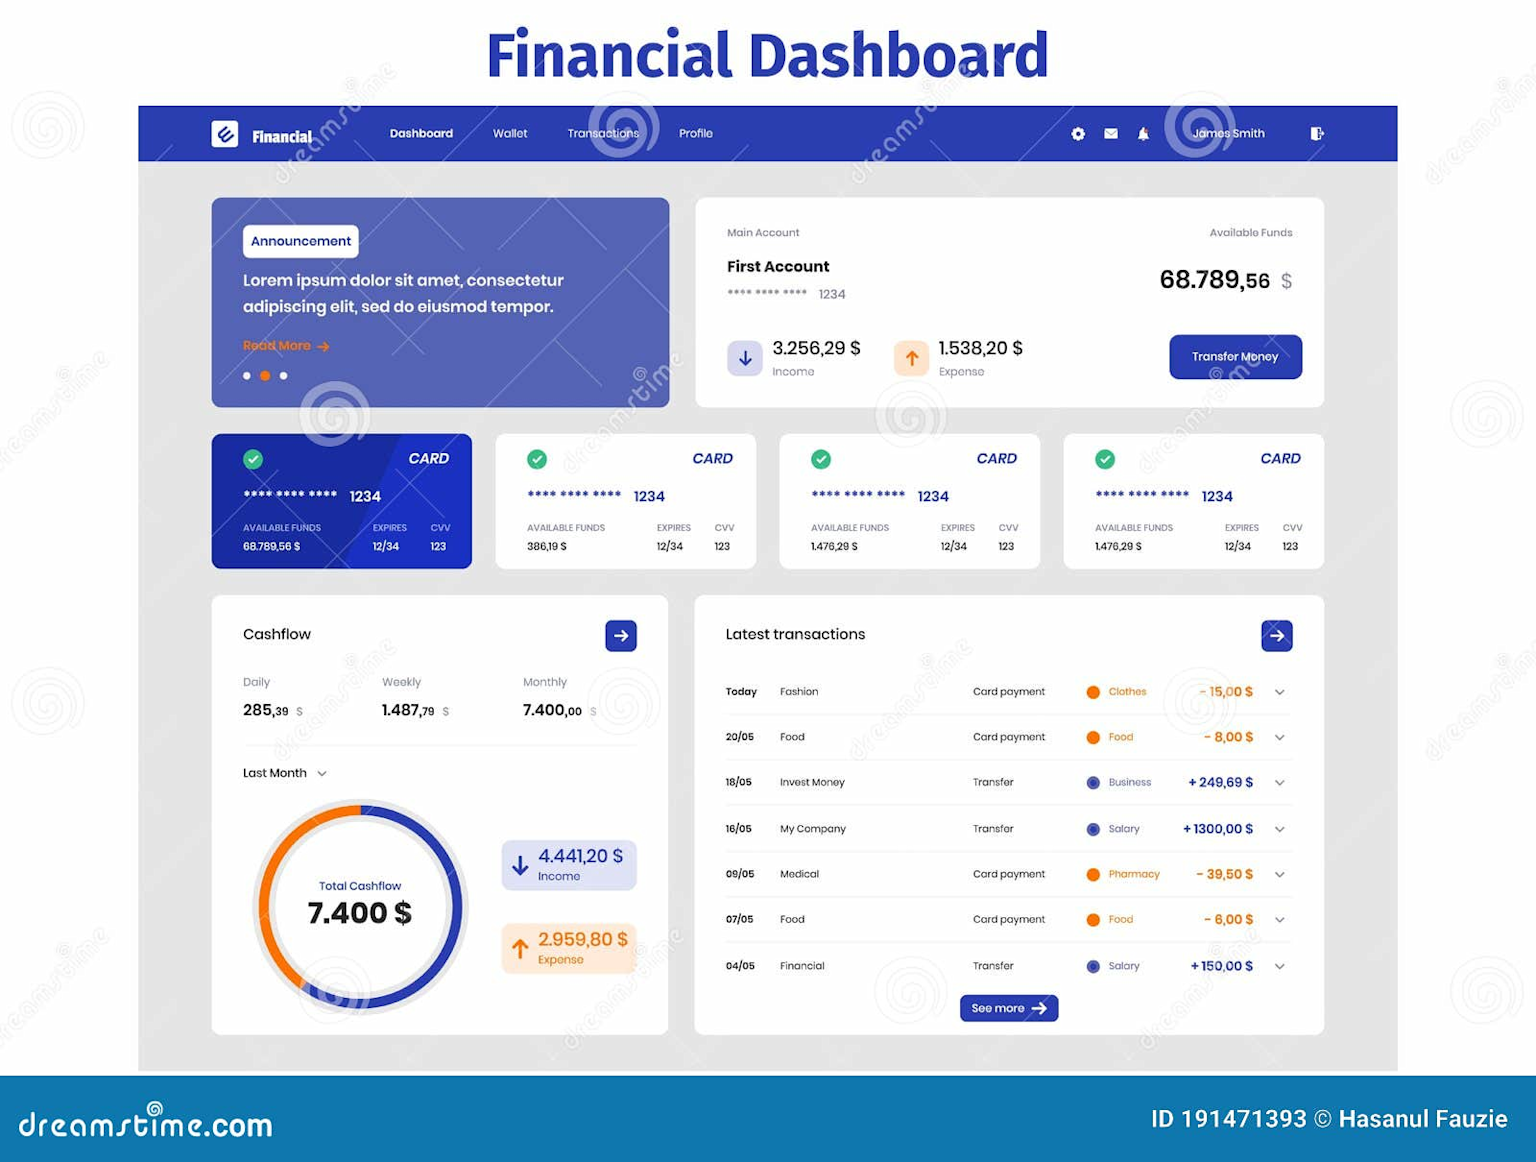 Financial Dashboard
Financial Dashboard Wallet Transactions Profile James Smith
Announcement
Lorem ipsum dolor sit amet, consectetur
adipiscing elit, sed do eiusmod tempor.
Read More →
Main Account Available Funds
First Account
68.789,56 $
**** **** **** 1234
3.256,29 $ 1.538,20 $
Income Expense
Transfer Money
CARD CARD CARD CARD
**** **** **** 1234 **** **** **** 1234 **** **** **** 1234 **** **** **** 1234
AVAILABLE FUNDS EXPIRES CVV AVAILABLE FUNDS EXPIRES CVV AVAILABLE FUNDS EXPIRES CVV AVAILABLE FUNDS EXPIRES CVV
68.789,56 $ 12/34 123 386,19 $ 12/34 123 1.476,29 $ 12/34 123 1.476,29 $ 12/34 123
Cashflow
Daily Weekly Monthly
285,39 $ 1.487,79 $ 7.400,00 $
Last Month
Total Cashflow
7.400 $
4.441,20 $
Income
2.959,80 $
Expense
Latest transactions
Today Fashion Card payment Clothes - 15,00 $
20/05 Food Card payment Food - 8,00 $
18/05 Invest Money Transfer Business + 249,69 $
16/05 My Company Transfer Salary + 1300,00 $
09/05 Medical Card payment Pharmacy - 39,50 $
07/05 Food Card payment Food - 6,00 $
04/05 Financial Transfer Salary + 150,00 $
See more →
dreamstime.com ID 191471393 © Hasanul Fauzie